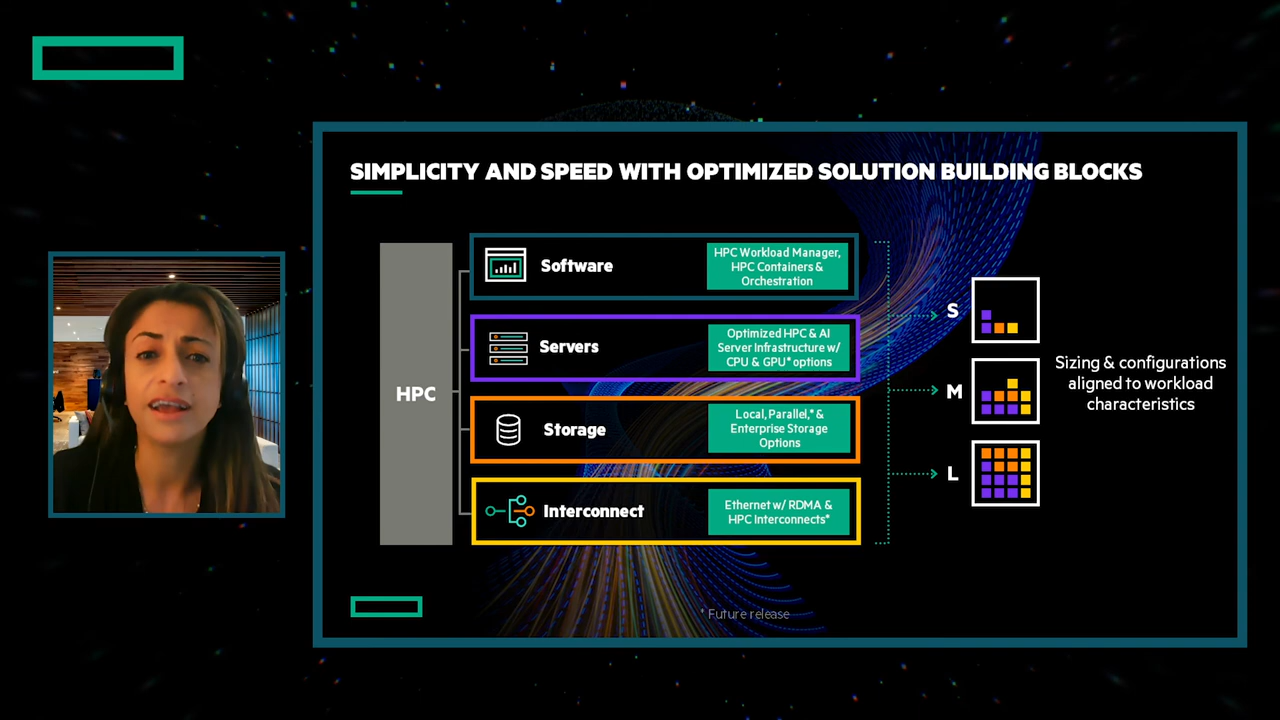 SIMPLICITY AND SPEED WITH OPTIMIZED SOLUTION BUILDING BLOCKS
HPC
Software
HPC Workload Manager,
HPC Containers &
Orchestration
Servers
Optimized HPC & AI
Server Infrastructure w/
CPU & GPU* options
Storage
Local, Parallel,* &
Enterprise Storage
Options
Interconnect
Ethernet w/ RDMA &
HPC Interconnects*
S
M
L
Sizing & configurations
aligned to workload
characteristics
* Future release